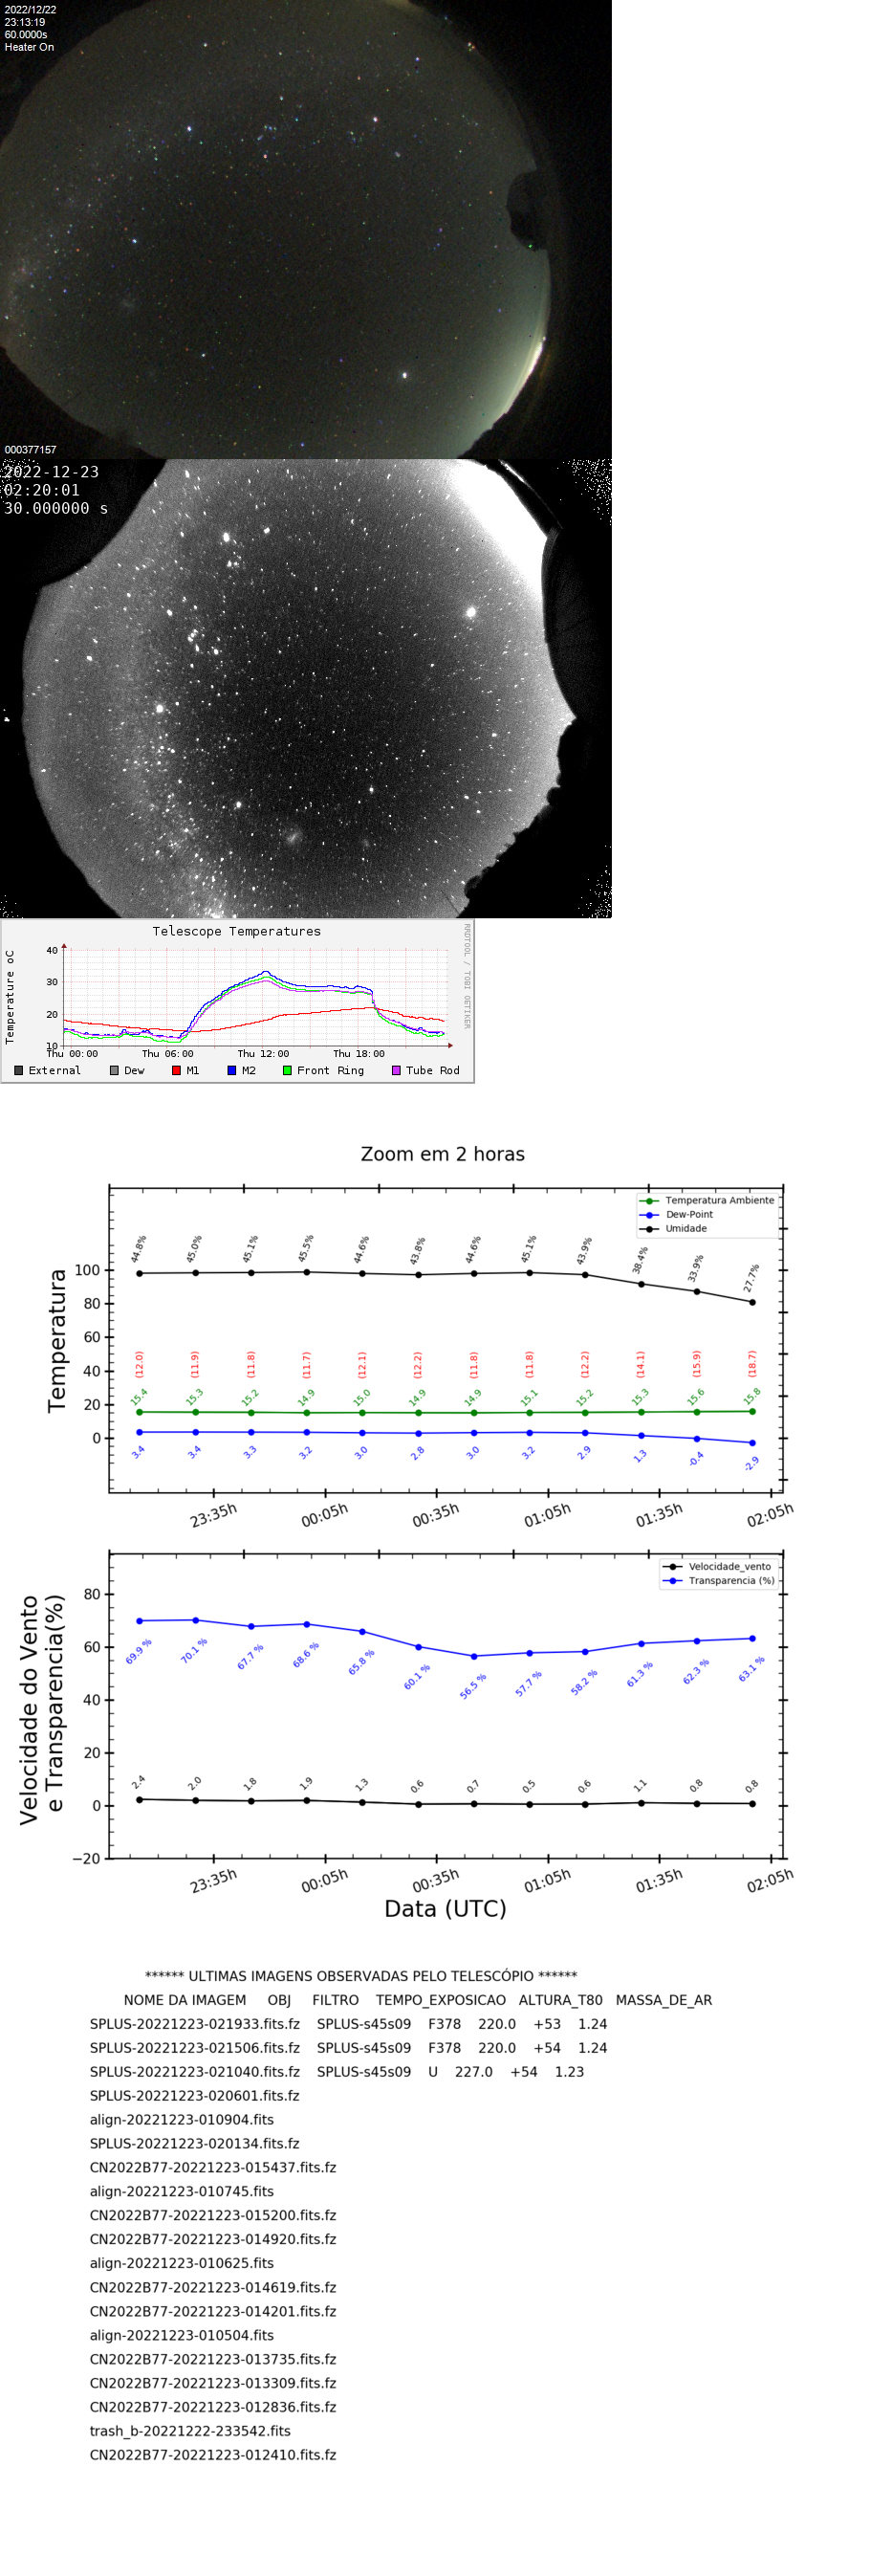 2022/12/22
23:13:19
60.0000s
Heater On
000377157
2022-12-23
02:20:01
30.000000 s
Telescope Temperatures
Temperature oC
RRDTOOL / TOBI OETIKER
40
30
20
10
Thu 00:00 Thu 06:00 Thu 12:00 Thu 18:00
External Dew M1 M2 Front Ring Tube Rod
Zoom em 2 horas
Temperatura
Temperatura Ambiente
Dew-Point
Umidade
100
80
60
40
20
0
44.8% 45.0% 45.1% 45.5% 44.6% 43.8% 44.6% 45.1% 43.9% 38.4% 33.9% 27.7%
(12.0) (11.9) (11.8) (11.7) (12.1) (12.2) (11.8) (11.8) (12.2) (14.1) (15.9) (18.7)
15.4 15.3 15.2 14.9 15.0 14.9 14.9 15.1 15.2 15.3 15.6 15.8
3.4 3.4 3.3 3.2 3.0 2.8 3.0 3.2 2.9 1.3 -0.4 -2.9
23:35h 00:05h 00:35h 01:05h 01:35h 02:05h
Velocidade do Vento
e Transparencia(%)
Velocidade_vento
Transparencia (%)
80
60
40
20
0
−20
69.9 % 70.1 % 67.7 % 68.6 % 65.8 % 60.1 % 56.5 % 57.7 % 58.2 % 61.3 % 62.3 % 63.1 %
2.4 2.0 1.8 1.9 1.3 0.6 0.7 0.5 0.6 1.1 0.8 0.8
23:35h 00:05h 00:35h 01:05h 01:35h 02:05h
Data (UTC)
****** ULTIMAS IMAGENS OBSERVADAS PELO TELESCÓPIO ******
NOME DA IMAGEM OBJ FILTRO TEMPO_EXPOSICAO ALTURA_T80 MASSA_DE_AR
SPLUS-20221223-021933.fits.fz SPLUS-s45s09 F378 220.0 +53 1.24
SPLUS-20221223-021506.fits.fz SPLUS-s45s09 F378 220.0 +54 1.24
SPLUS-20221223-021040.fits.fz SPLUS-s45s09 U 227.0 +54 1.23
SPLUS-20221223-020601.fits.fz
align-20221223-010904.fits
SPLUS-20221223-020134.fits.fz
CN2022B77-20221223-015437.fits.fz
align-20221223-010745.fits
CN2022B77-20221223-015200.fits.fz
CN2022B77-20221223-014920.fits.fz
align-20221223-010625.fits
CN2022B77-20221223-014619.fits.fz
CN2022B77-20221223-014201.fits.fz
align-20221223-010504.fits
CN2022B77-20221223-013735.fits.fz
CN2022B77-20221223-013309.fits.fz
CN2022B77-20221223-012836.fits.fz
trash_b-20221222-233542.fits
CN2022B77-20221223-012410.fits.fz